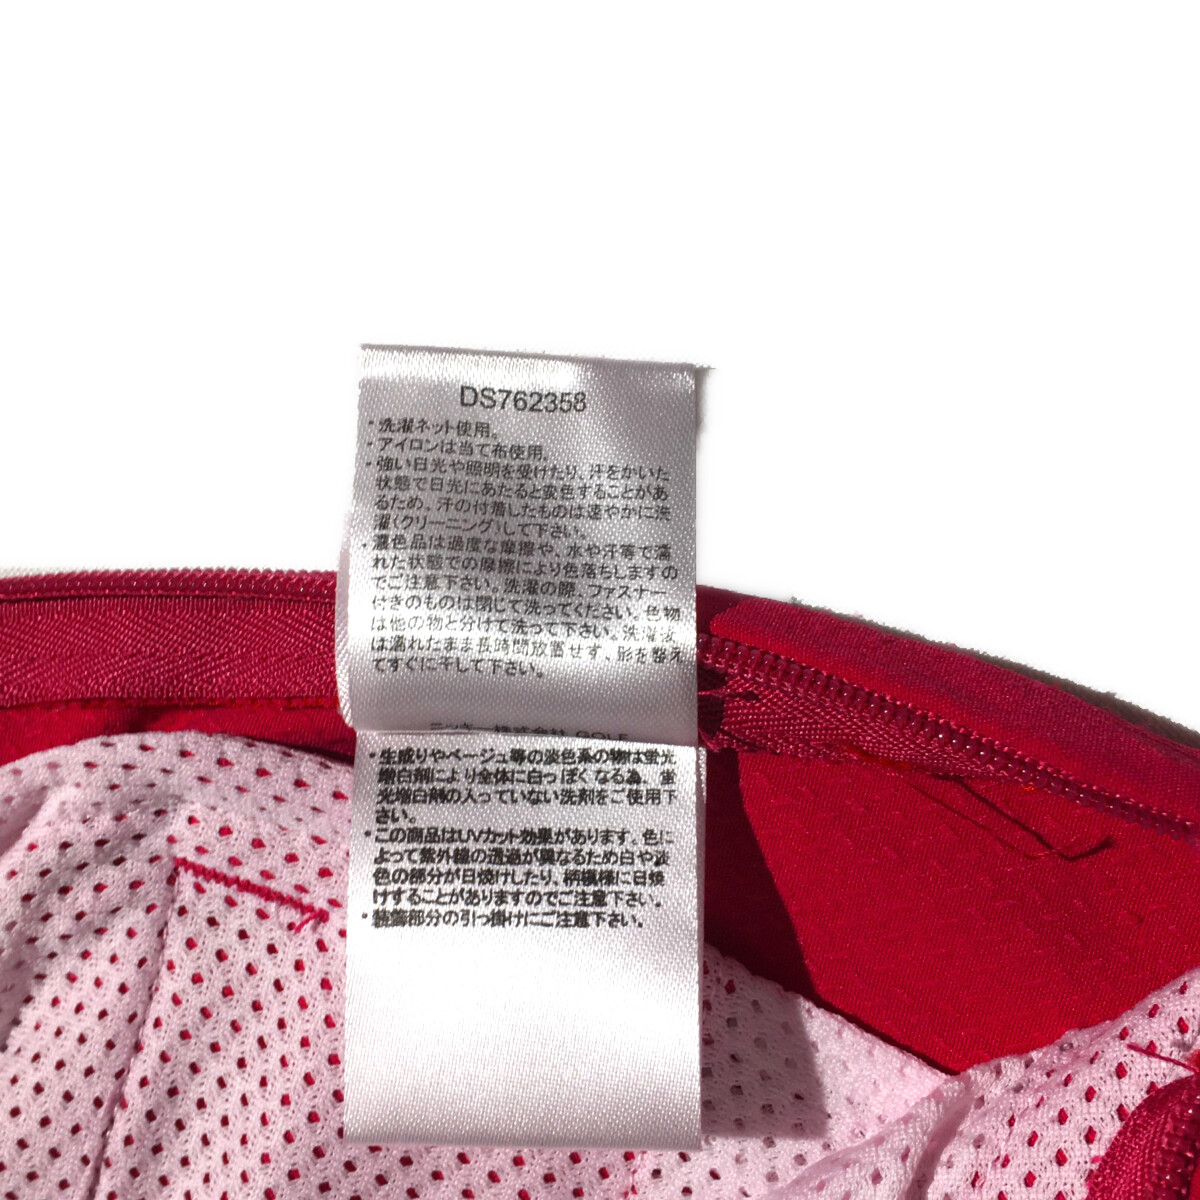 DS762358
・洗濯ネット使用。
・アイロンは当て布使用。
・強い日光や照明を受けたり、汗をかいた
状態で日光にあたると変色することがあ
るため、汗の付着したものは速やかに洗
濯(クリーニング)して下さい。
・濃色品は過度な摩擦や、水や汗等で濡
れた状態での摩擦により色落ちしますの
でご注意下さい。洗濯の際、ファスナー
付きのものは閉じて洗ってください。色物
は他の物と分けて洗って下さい。洗濯後
は濡れたまま長時間放置せず、形を整え
てすぐに干して下さい。
株式会社 GOLF
・生成りやベージュ等の淡色系の物は蛍光
増白剤により全体に白っぽくなる為、蛍
光増白剤の入っていない洗剤をご使用下
さい。
・この商品はUVカット効果があります。色に
よって紫外線の透過が異なるため白や淡
色の部分が日焼けしたり、柄模様に日焼
けすることがありますのでご注意下さい。
・装飾部分の引っ掛けにご注意下さい。